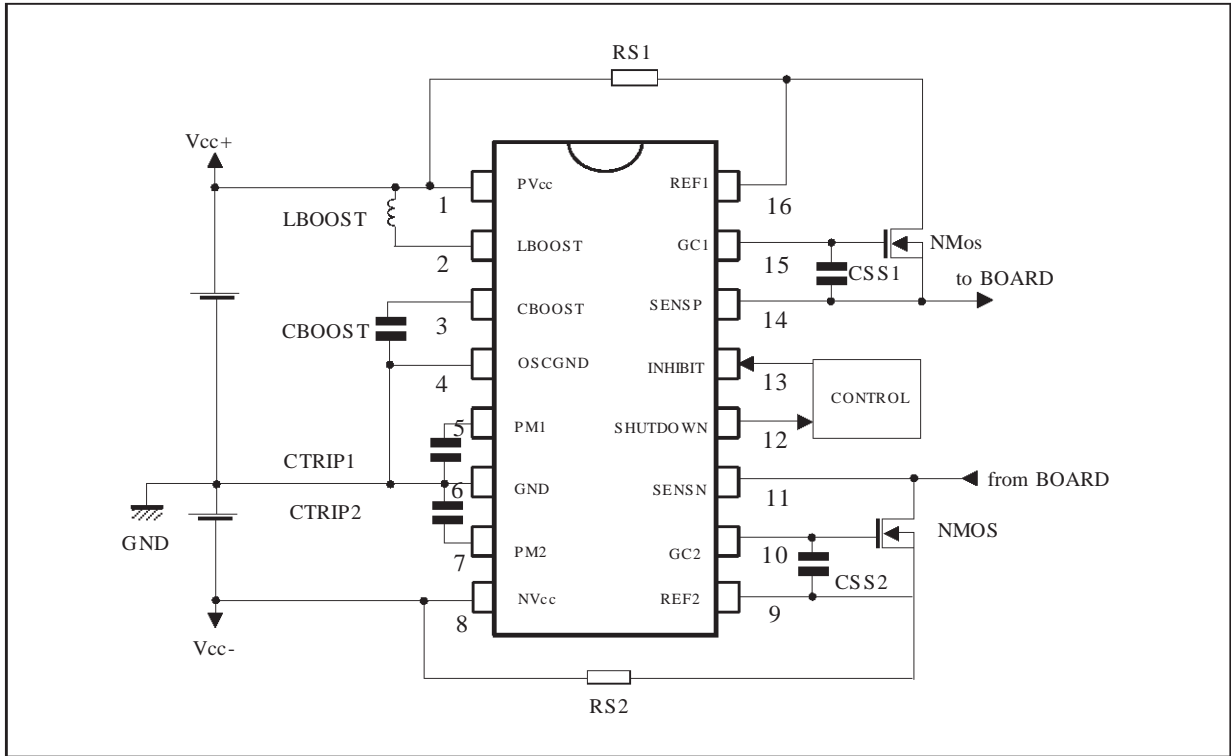 RS1
Vcc+
PVcc
REF1
1
16
LBOOST
LBOOST
GC1
NMos
2
15
CSS1
to BOARD
CBOOST
CBOOST
SENSP
3
14
OSCGND
INHIBIT
4
13
CONTROL
PM1
SHUTDOWN
5
12
CTRIP1
GND
SENSN
from BOARD
6
11
CTRIP2
GND
PM2
GC2
NMOS
7
10
CSS2
NVcc
REF2
8
9
Vcc-
RS2